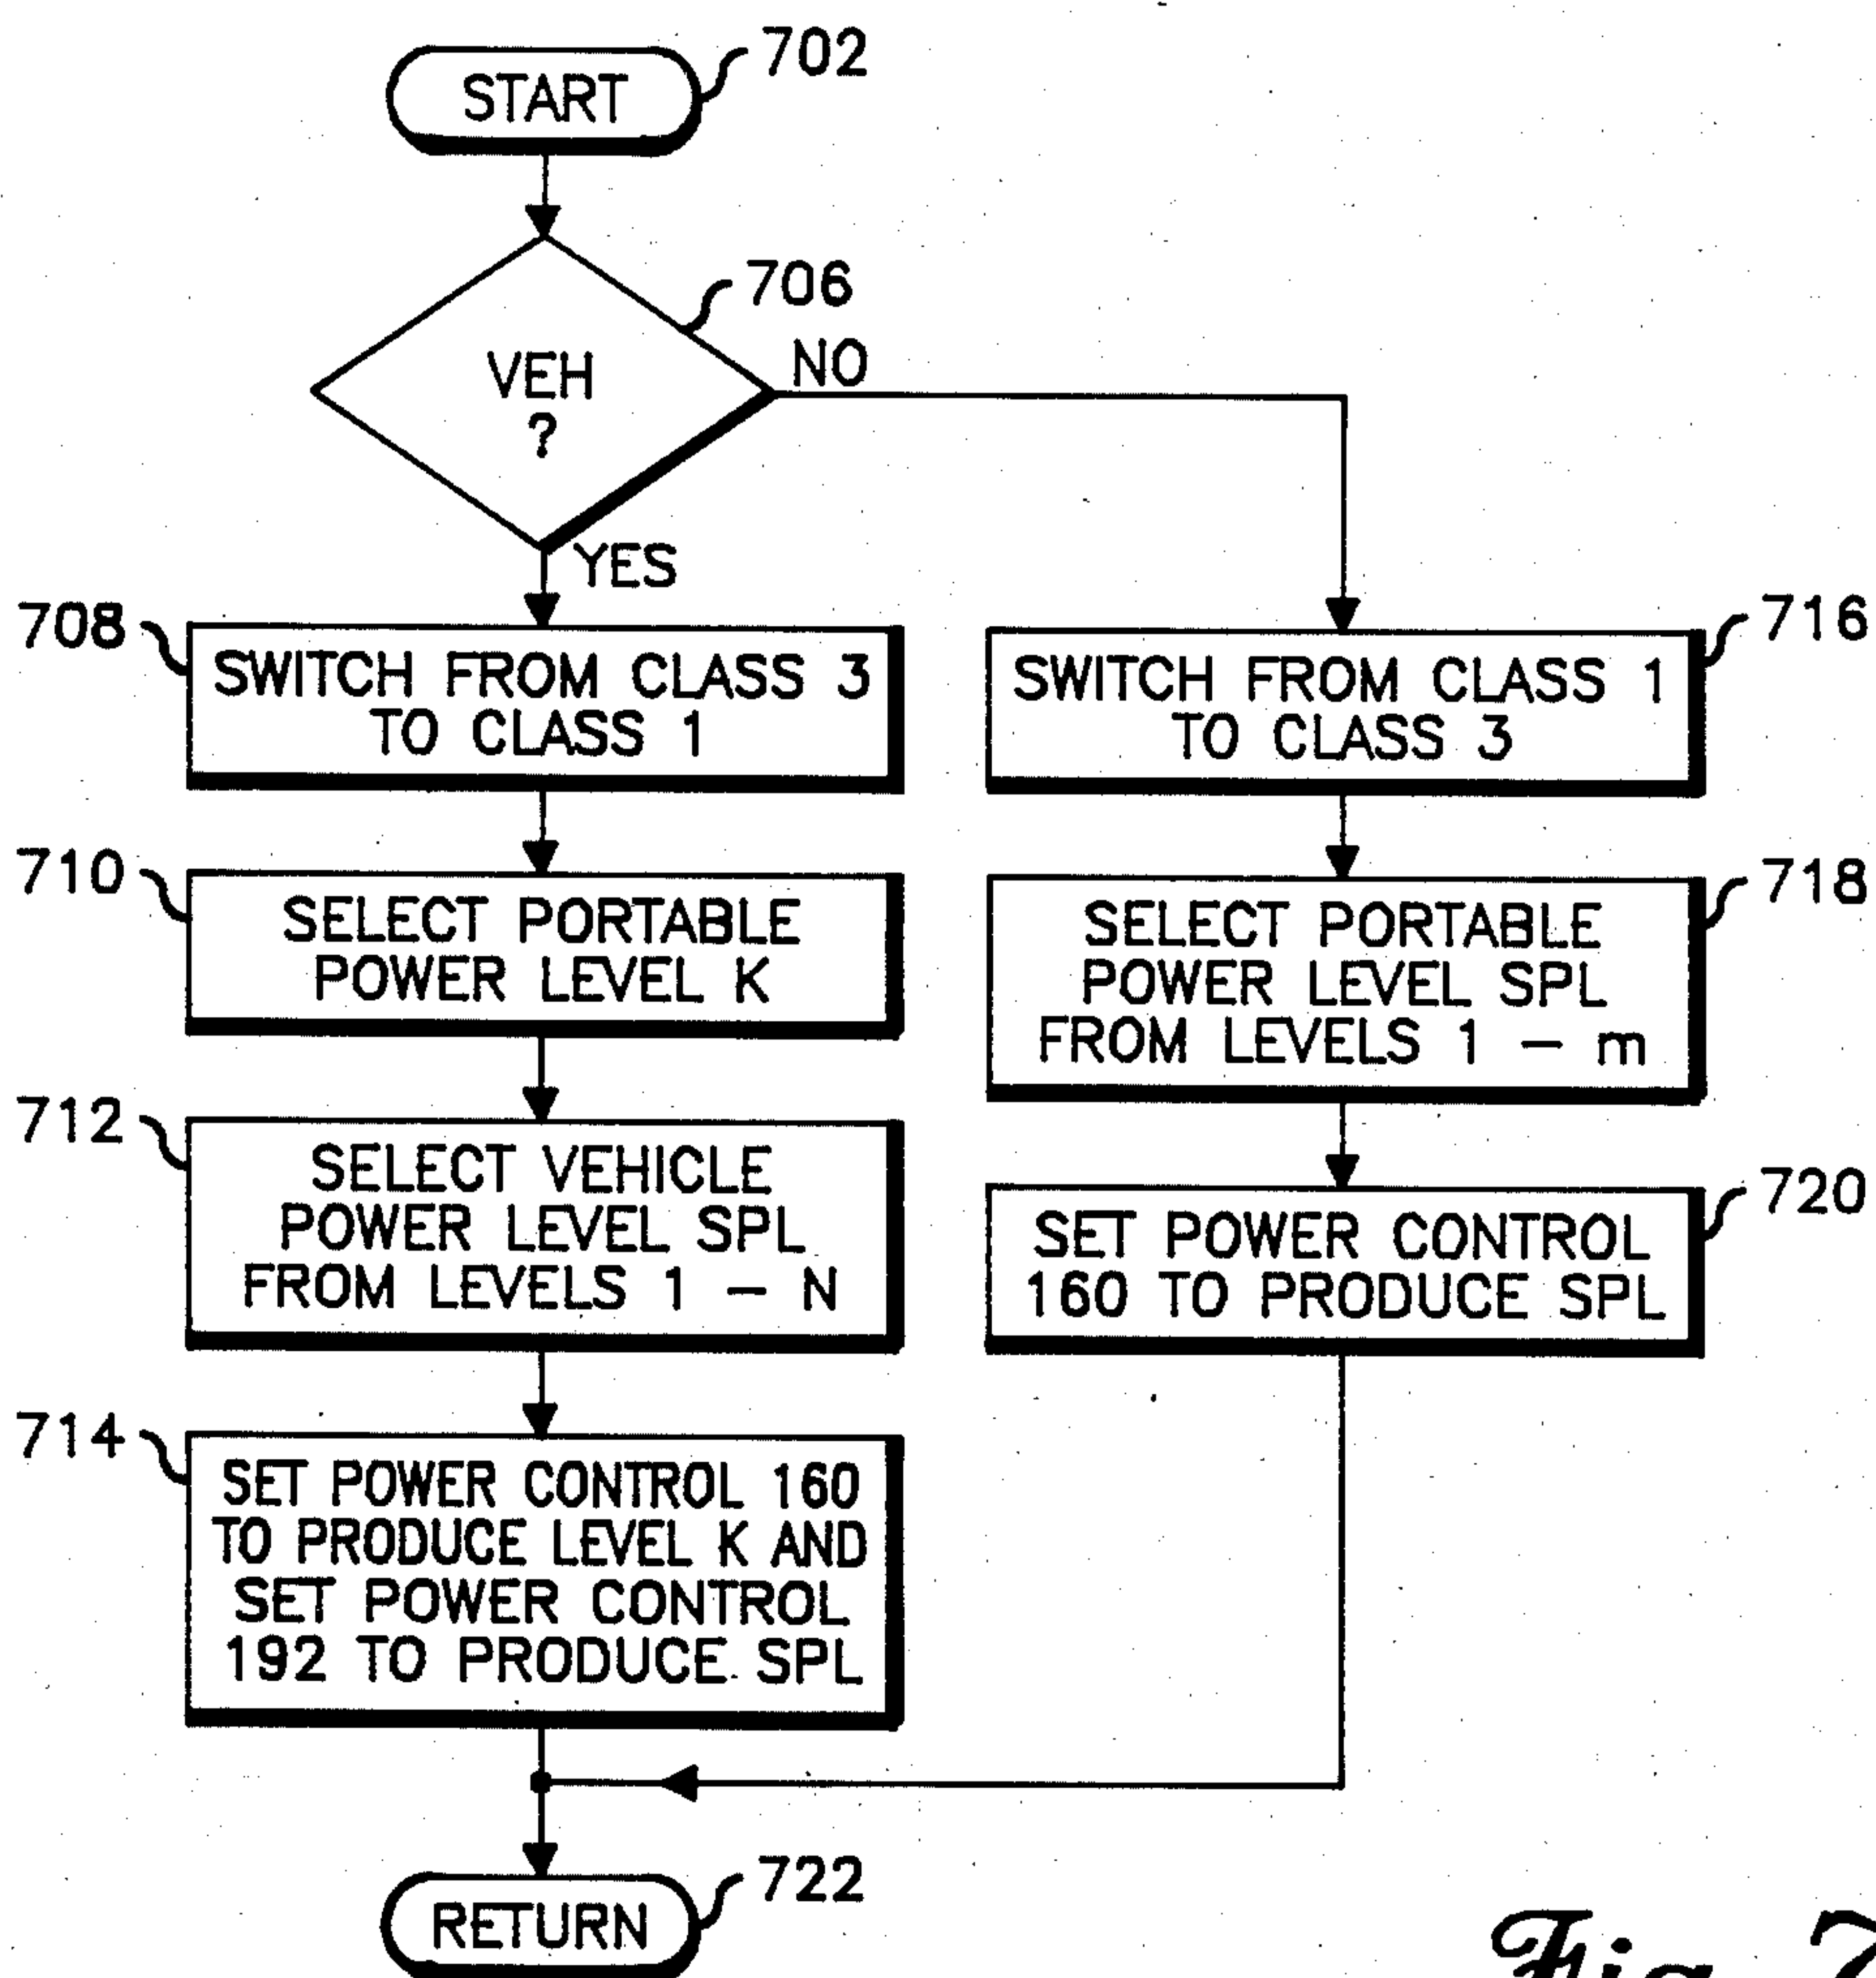 START
702
VEH
?
706
NO
YES
708
SWITCH FROM CLASS 3
TO CLASS 1
710
SELECT PORTABLE
POWER LEVEL K
712
SELECT VEHICLE
POWER LEVEL SPL
FROM LEVELS 1 - N
714
SET POWER CONTROL 160
TO PRODUCE LEVEL K AND
SET POWER CONTROL
192 TO PRODUCE SPL
716
SWITCH FROM CLASS 1
TO CLASS 3
718
SELECT PORTABLE
POWER LEVEL SPL
FROM LEVELS 1 - m
720
SET POWER CONTROL
160 TO PRODUCE SPL
RETURN
722
Fig. 7